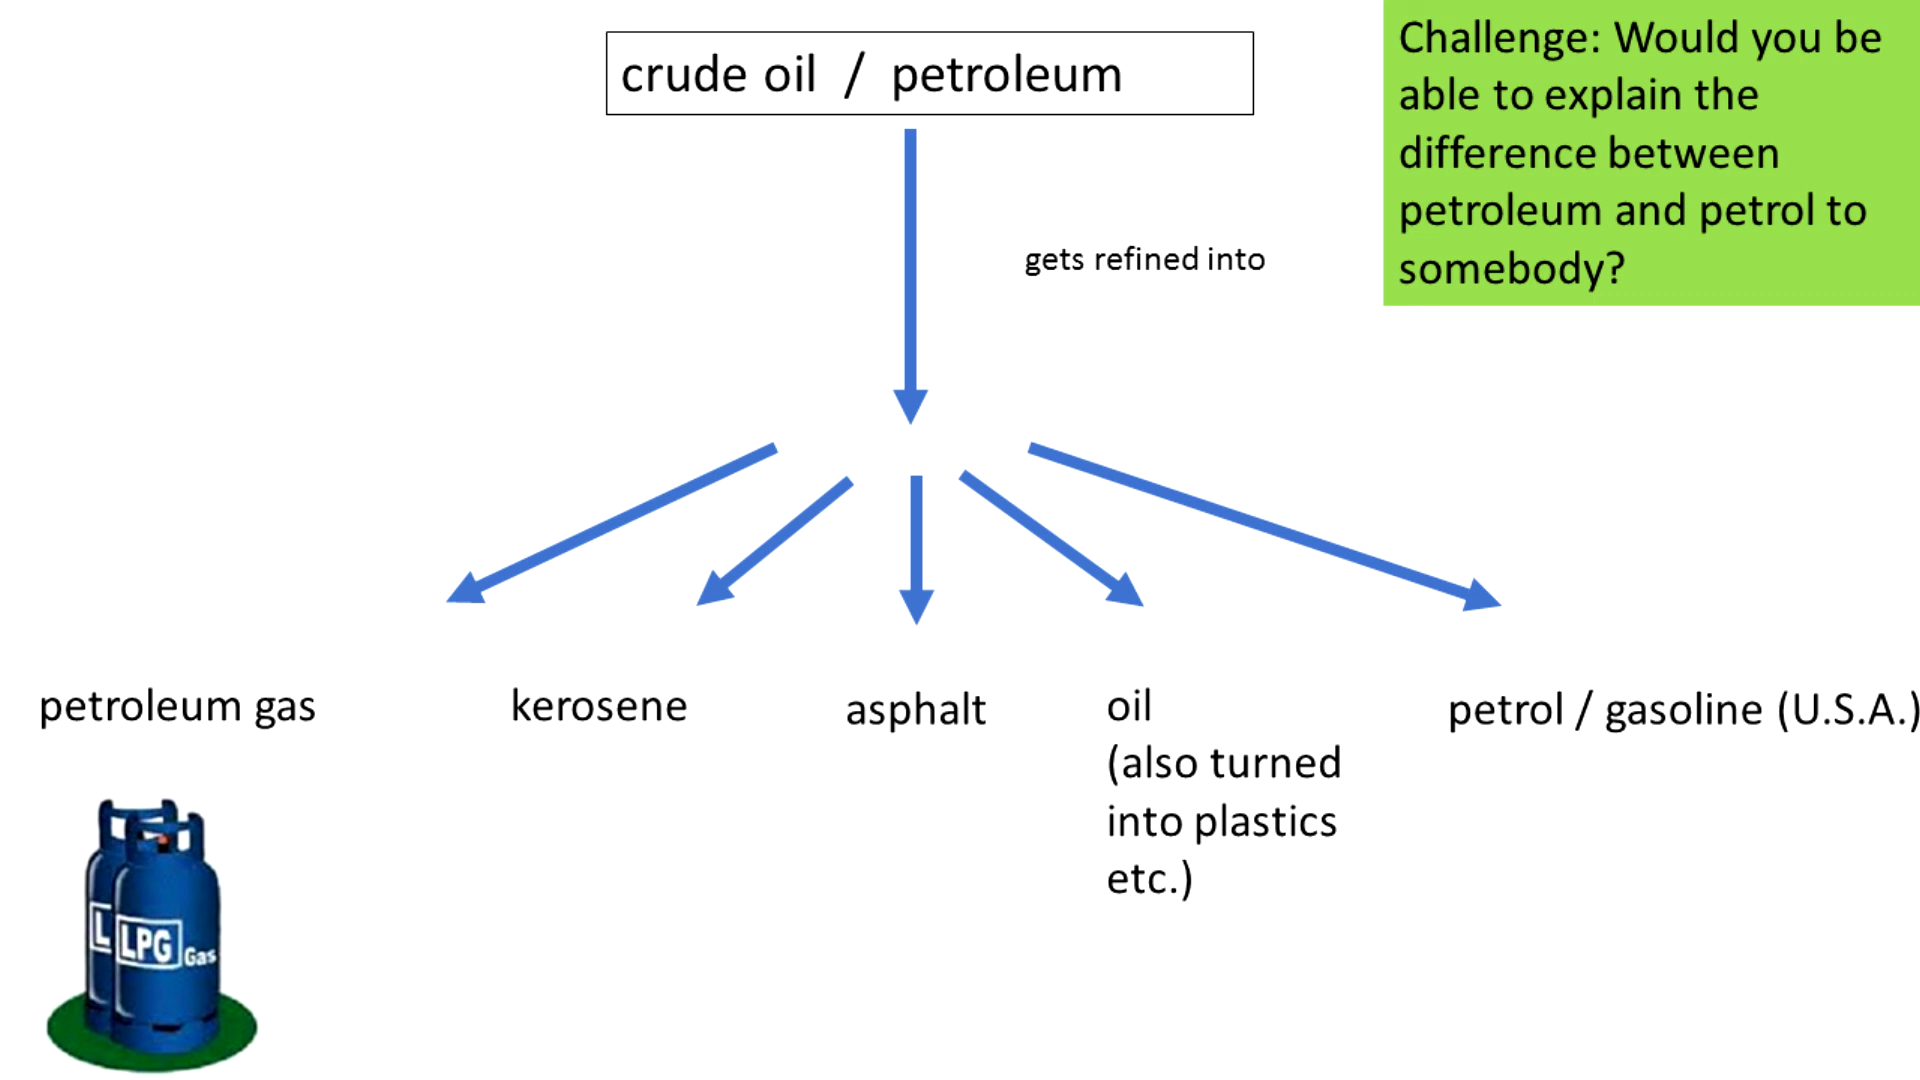 crude oil / petroleum
Challenge: Would you be
able to explain the
difference between
petroleum and petrol to
somebody?
gets refined into
petroleum gas
kerosene
asphalt
oil
(also turned
into plastics
etc.)
petrol / gasoline (U.S.A.)
L
LPG Gas